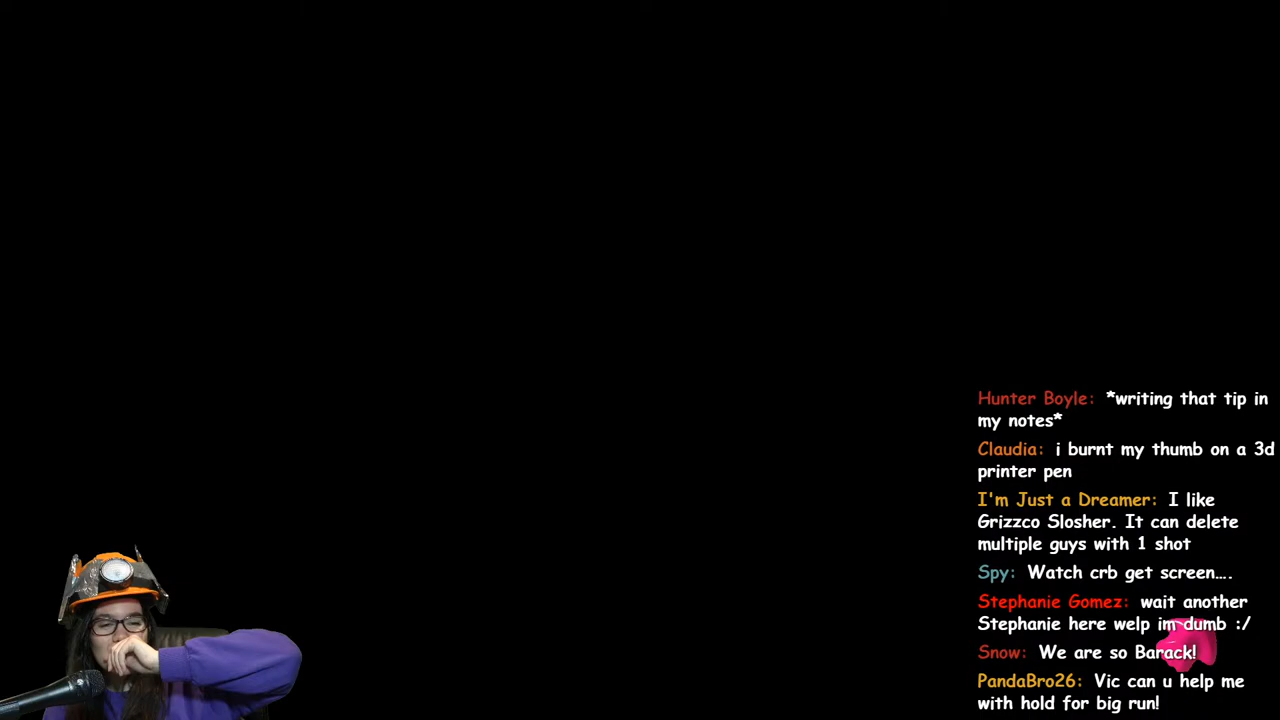 Hunter Boyle: *writing that tip in
my notes*
Claudia: i burnt my thumb on a 3d
printer pen
I'm Just a Dreamer: I like
Grizzco Slosher. It can delete
multiple guys with 1 shot
Spy: Watch crb get screen....
Stephanie Gomez: wait another
Stephanie here welp im dumb :/
Snow: We are so Barack!
PandaBro26: Vic can u help me
with hold for big run!